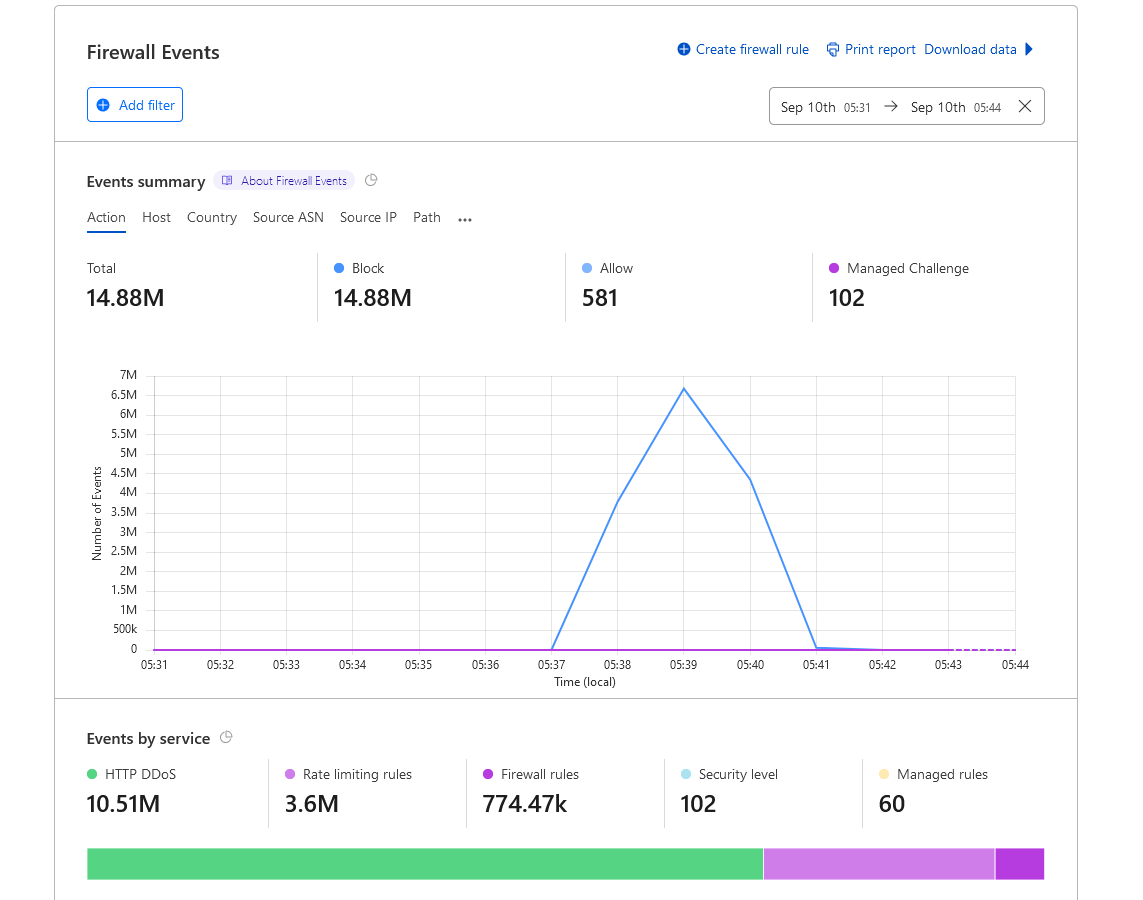 Firewall Events
Create firewall rule Print report Download data
Add filter
Sep 10th 05:31 → Sep 10th 05:44
Events summary About Firewall Events
Action Host Country Source ASN Source IP Path ...
Total Block Allow Managed Challenge
14.88M 14.88M 581 102
7M
6.5M
6M
5.5M
5M
4.5M
4M
3.5M
3M
2.5M
2M
1.5M
1M
500k
0
Number of Events
05:31 05:32 05:33 05:34 05:35 05:36 05:37 05:38 05:39 05:40 05:41 05:42 05:43 05:44
Time (local)
Events by service
HTTP DDoS Rate limiting rules Firewall rules Security level Managed rules
10.51M 3.6M 774.47k 102 60